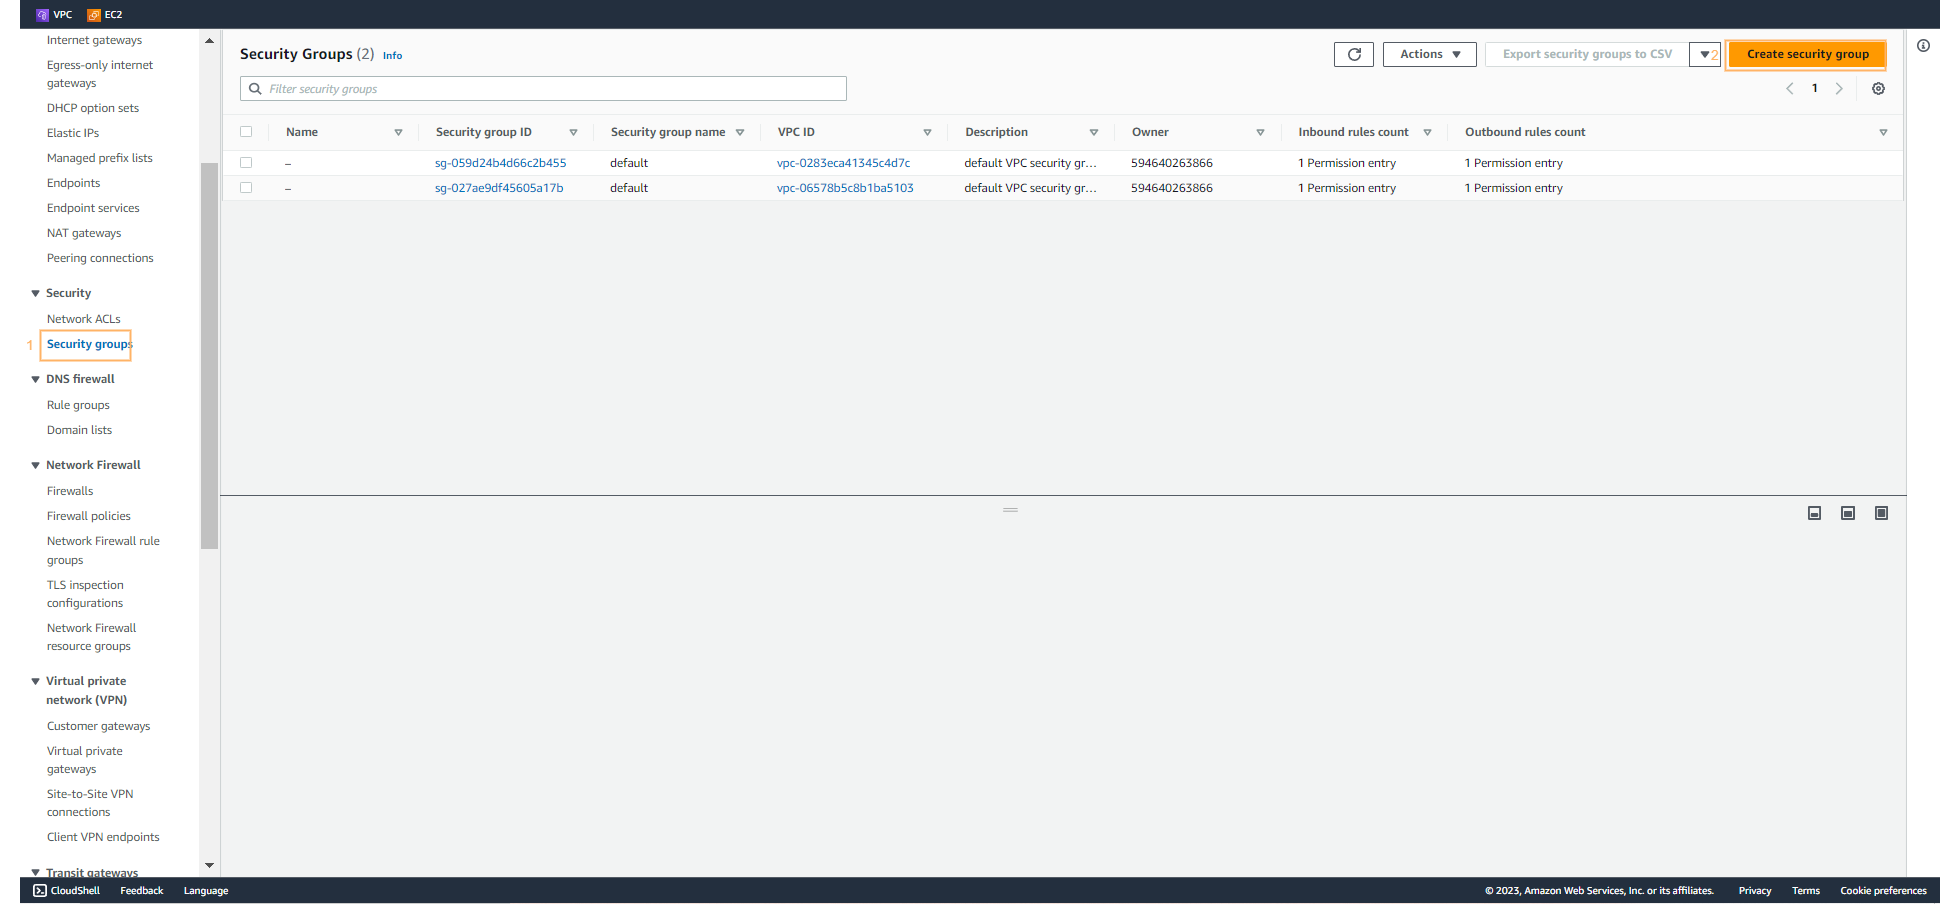 VPC EC2
Internet gateways
Egress-only internet
gateways
DHCP option sets
Elastic IPs
Managed prefix lists
Endpoints
Endpoint services
NAT gateways
Peering connections
Security
Network ACLs
1 Security groups
DNS firewall
Rule groups
Domain lists
Network Firewall
Firewalls
Firewall policies
Network Firewall rule
groups
TLS inspection
configurations
Network Firewall
resource groups
Virtual private
network (VPN)
Customer gateways
Virtual private
gateways
Site-to-Site VPN
connections
Client VPN endpoints
Transit gateways
Security Groups (2) Info
Actions Export security groups to CSV 2 Create security group
Filter security groups
1
Name Security group ID Security group name VPC ID Description Owner Inbound rules count Outbound rules count
– sg-059d24b4d66c2b455 default vpc-0283eca41345c4d7c default VPC security gr... 594640263866 1 Permission entry 1 Permission entry
– sg-027ae9df45605a17b default vpc-06578b5c8b1ba5103 default VPC security gr... 594640263866 1 Permission entry 1 Permission entry
CloudShell Feedback Language © 2023, Amazon Web Services, Inc. or its affiliates. Privacy Terms Cookie preferences